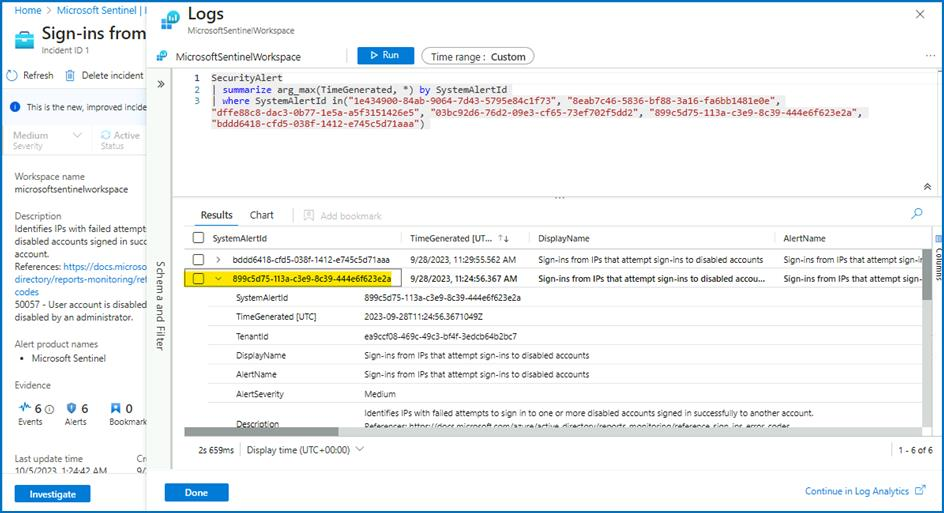 Home > Microsoft Sentinel |
Sign-ins from
Incident ID 1
Refresh Delete incident
This is the new, improved incide
Medium
Severity
Active
Status
Workspace name
microsoftsentinelworkspace
Description
Identifies IPs with failed attempts
disabled accounts signed in succ
account.
References: https://docs.microso
directory/reports-monitoring/ref
codes
50057 - User account is disabled
disabled by an administrator.
Alert product names
• Microsoft Sentinel
Evidence
6 6 0
Events Alerts Bookmark
Last update time
10/5/2023, 1:24:42 AM
Investigate
Logs
MicrosoftSentinelWorkspace
MicrosoftSentinelWorkspace Run Time range : Custom
1 SecurityAlert
2 | summarize arg_max(TimeGenerated, *) by SystemAlertId
3 | where SystemAlertId in("1e434900-84ab-9064-7d43-5795e84c1f73", "8eab7c46-5836-bf88-3a16-fa6bb1481e0e",
"dffe88c8-dac3-0b77-1e5a-a5f3151426e5", "03bc92d6-76d2-09e3-cf65-73ef702f5dd2", "899c5d75-113a-c3e9-8c39-444e6f623e2a",
"bddd6418-cfd5-038f-1412-e745c5d71aaa")
Schema and Filter
Results Chart Add bookmark
SystemAlertId TimeGenerated [UT... DisplayName AlertName
bddd6418-cfd5-038f-1412-e745c5d71aaa 9/28/2023, 11:29:55.562 AM Sign-ins from IPs that attempt sign-ins to disabled accounts Sign-ins from IPs that attempt sign-in
899c5d75-113a-c3e9-8c39-444e6f623e2a 9/28/2023, 11:24:56.367 AM Sign-ins from IPs that attempt sign-ins to disabled accou... Sign-ins from IPs that attempt sign-
SystemAlertId 899c5d75-113a-c3e9-8c39-444e6f623e2a
TimeGenerated [UTC] 2023-09-28T11:24:56.3671049Z
TenantId ea9ccf08-469c-49c3-bf4f-3edcb64b2bc7
DisplayName Sign-ins from IPs that attempt sign-ins to disabled accounts
AlertName Sign-ins from IPs that attempt sign-ins to disabled accounts
AlertSeverity Medium
Description Identifies IPs with failed attempts to sign in to one or more disabled accounts signed in successfully to another account.
References: https://docs.microsoft.com/azure/active-directory/reports-monitoring/reference-sign-ins-error-codes
Columns
2s 659ms Display time (UTC+00:00) 1 - 6 of 6
Done Continue in Log Analytics